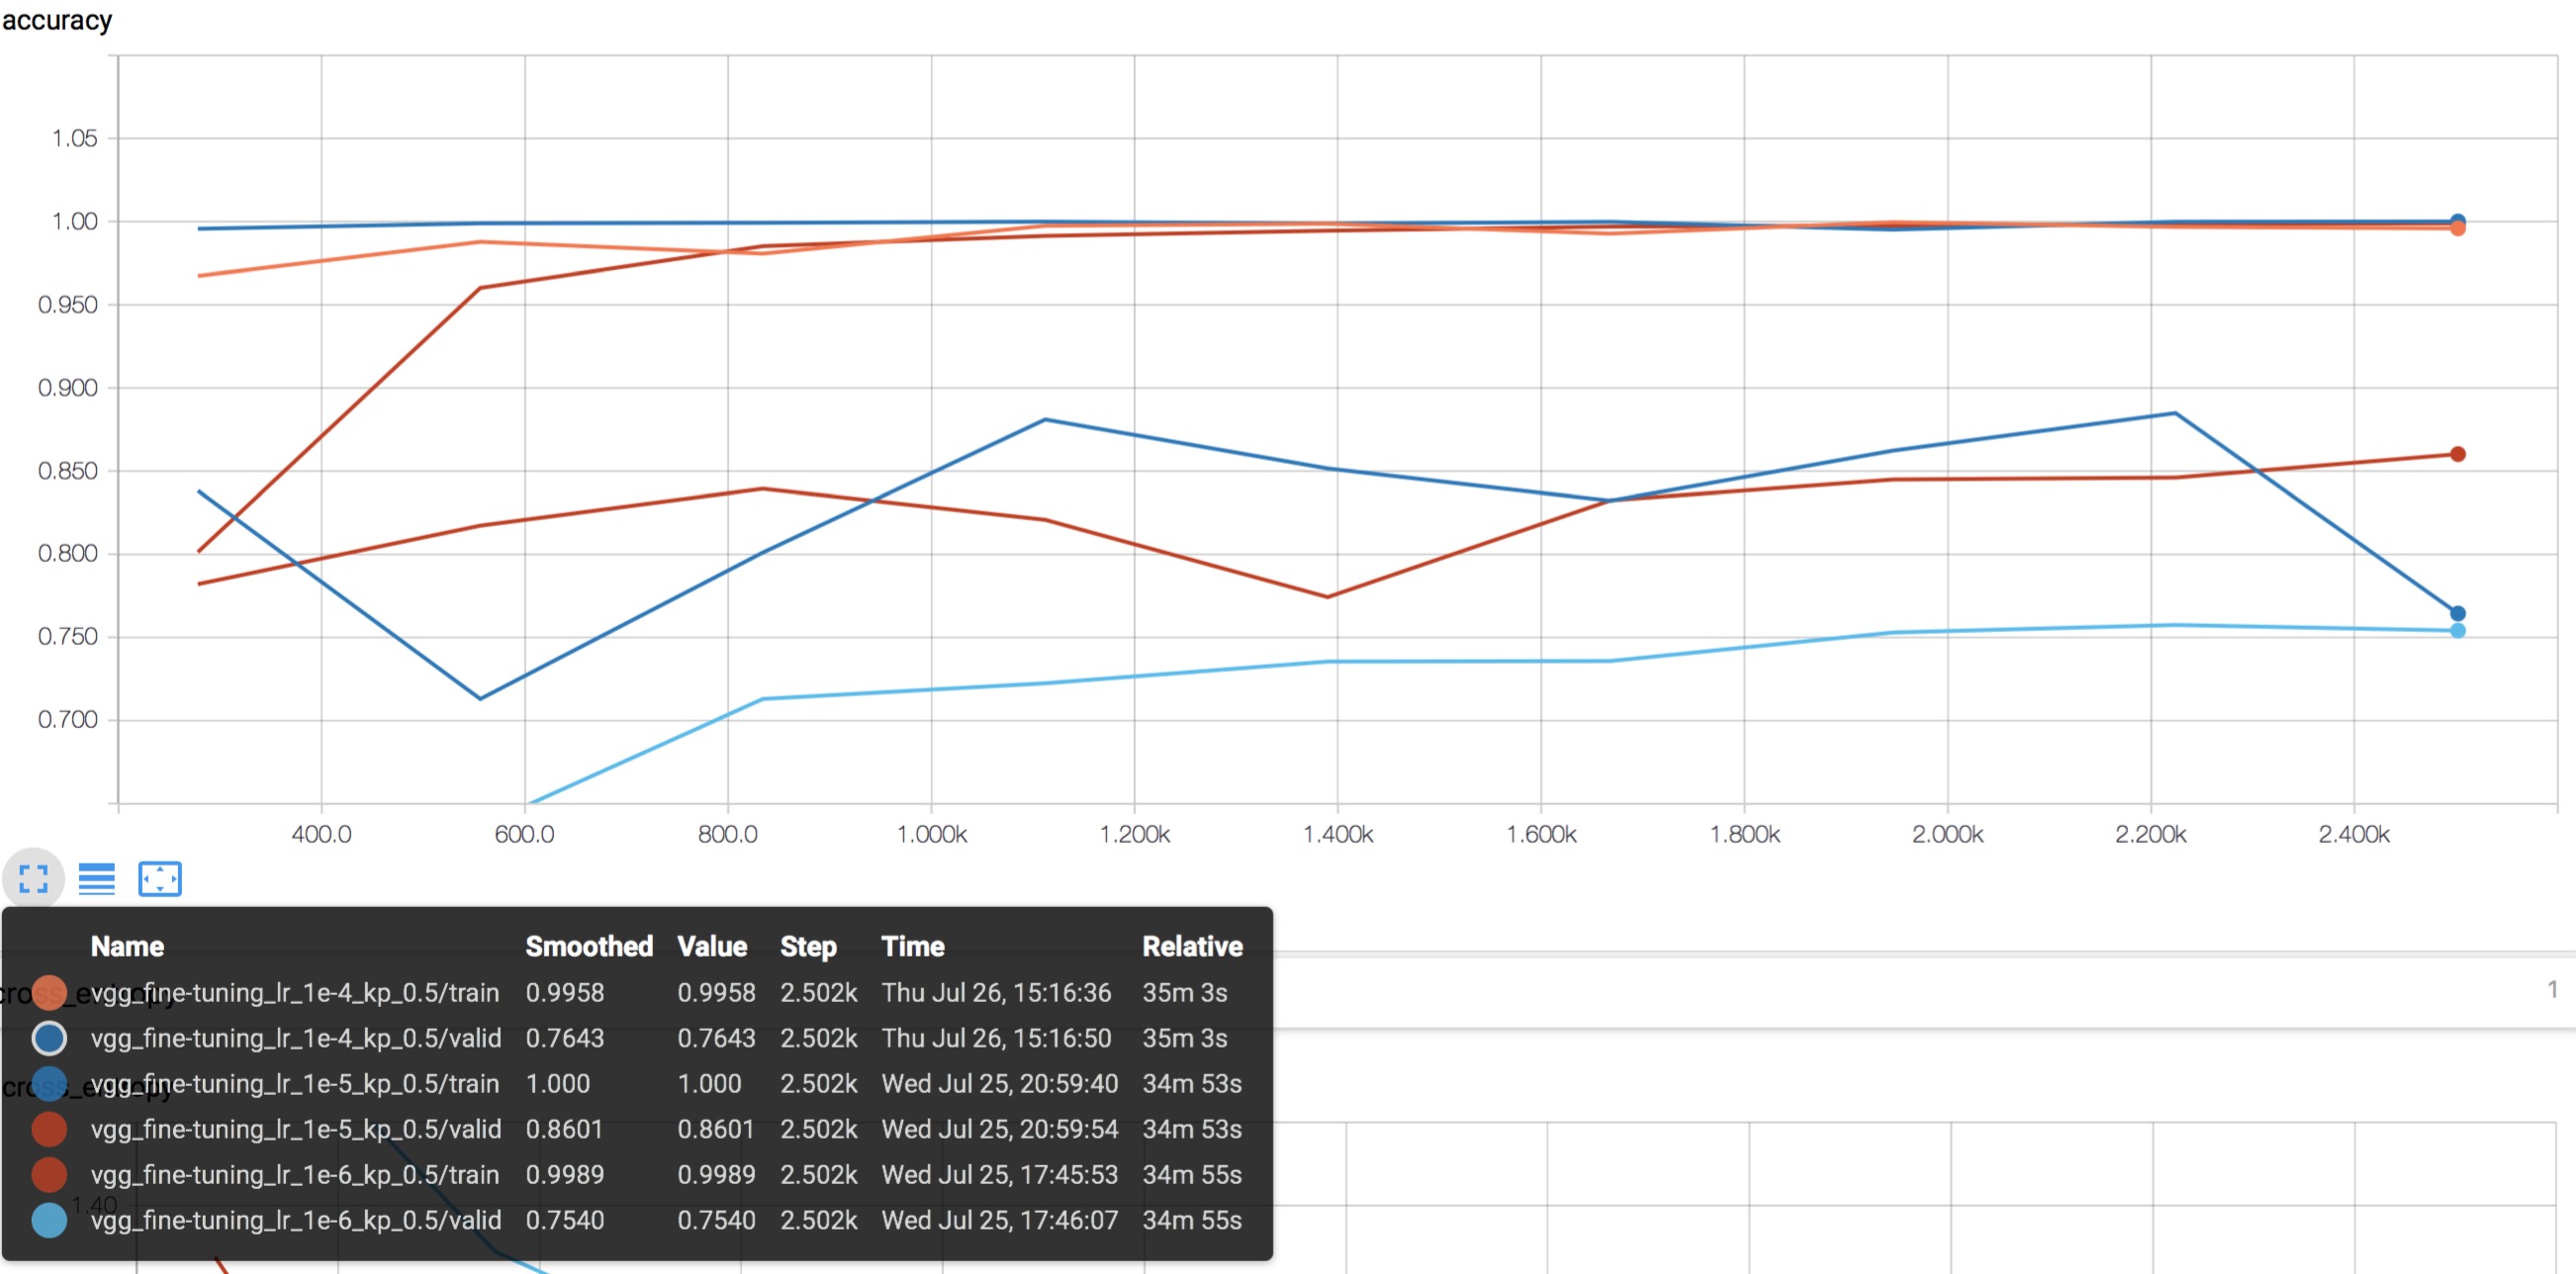 accuracy
1.05
1.00
0.950
0.900
0.850
0.800
0.750
0.700
400.0 600.0 800.0 1.000k 1.200k 1.400k 1.600k 1.800k 2.000k 2.200k 2.400k
Name Smoothed Value Step Time Relative
cross_entropy 1
vgg_fine-tuning_lr_1e-4_kp_0.5/train 0.9958 0.9958 2.502k Thu Jul 26, 15:16:36 35m 3s
vgg_fine-tuning_lr_1e-4_kp_0.5/valid 0.7643 0.7643 2.502k Thu Jul 26, 15:16:50 35m 3s
cross_entropy
vgg_fine-tuning_lr_1e-5_kp_0.5/train 1.000 1.000 2.502k Wed Jul 25, 20:59:40 34m 53s
vgg_fine-tuning_lr_1e-5_kp_0.5/valid 0.8601 0.8601 2.502k Wed Jul 25, 20:59:54 34m 53s
vgg_fine-tuning_lr_1e-6_kp_0.5/train 0.9989 0.9989 2.502k Wed Jul 25, 17:45:53 34m 55s
1.40
vgg_fine-tuning_lr_1e-6_kp_0.5/valid 0.7540 0.7540 2.502k Wed Jul 25, 17:46:07 34m 55s